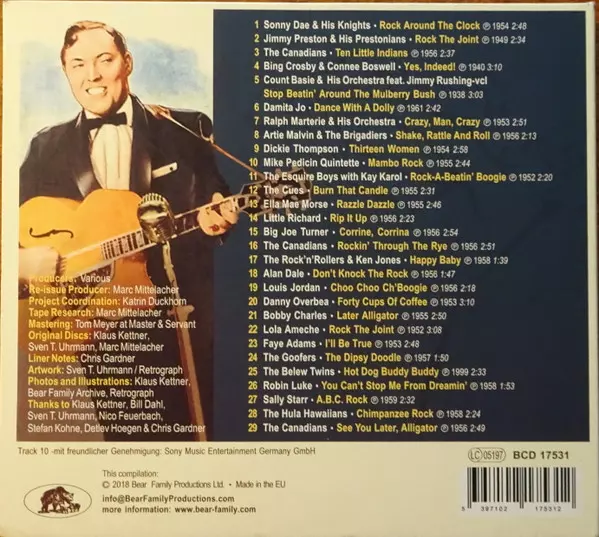 1 Sonny Dae & His Knights • Rock Around The Clock • ℗ 1954 2:48
2 Jimmy Preston & His Prestonians • Rock The Joint ℗ 1949 2:34
3 The Canadians • Ten Little Indians ℗ 1956 2:37
4 Bing Crosby & Connee Boswell • Yes, Indeed! ℗ 1940 3:10
5 Count Basie & His Orchestra feat. Jimmy Rushing-vcl
Stop Beatin' Around The Mulberry Bush ℗ 1938 3:03
6 Damita Jo • Dance With A Dolly ℗ 1961 2:42
7 Ralph Marterie & His Orchestra • Crazy, Man, Crazy ℗ 1953 2:51
8 Artie Malvin & The Brigadiers • Shake, Rattle And Roll ℗ 1956 2:13
9 Dickie Thompson • Thirteen Women ℗ 1954 2:58
10 Mike Pedicin Quintette • Mambo Rock ℗ 1955 2:44
11 The Esquire Boys with Kay Karol • Rock-A-Beatin' Boogie ℗ 1952 2:20
12 The Cues • Burn That Candle ℗ 1955 2:31
13 Ella Mae Morse • Razzle Dazzle ℗ 1955 2:46
14 Little Richard • Rip It Up ℗ 1956 2:23
15 Big Joe Turner • Corrine, Corrina ℗ 1956 2:54
16 The Canadians • Rockin' Through The Rye ℗ 1956 2:51
17 The Rock'n'Rollers & Ken Jones • Happy Baby ℗ 1958 1:39
18 Alan Dale • Don't Knock The Rock ℗ 1956 1:47
19 Louis Jordan • Choo Choo Ch'Boogie ℗ 1956 2:18
20 Danny Overbea • Forty Cups Of Coffee ℗ 1953 3:10
21 Bobby Charles • Later Alligator ℗ 1955 2:50
22 Lola Ameche • Rock The Joint ℗ 1952 3:08
23 Faye Adams • I'll Be True ℗ 1953 2:48
24 The Goofers • The Dipsy Doodle ℗ 1957 1:50
25 The Belew Twins • Hot Dog Buddy Buddy ℗ 1999 2:33
26 Robin Luke • You Can't Stop Me From Dreamin' ℗ 1958 1:53
27 Sally Starr • A.B.C. Rock ℗ 1959 2:32
28 The Hula Hawaiians • Chimpanzee Rock ℗ 1958 2:24
29 The Canadians • See You Later, Alligator ℗ 1956 2:49
Producers: Various
Re-issue Producer: Marc Mittelacher
Project Coordination: Katrin Duckhorn
Tape Research: Marc Mittelacher
Mastering: Tom Meyer at Master & Servant
Original Discs: Klaus Kettner,
Sven T. Uhrmann, Marc Mittelacher
Liner Notes: Chris Gardner
Artwork: Sven T. Uhrmann / Retrograph
Photos and Illustrations: Klaus Kettner,
Bear Family Archive, Retrograph
Thanks to Klaus Kettner, Bill Dahl,
Sven T. Uhrmann, Nico Feuerbach,
Stefan Kohne, Detlev Hoegen & Chris Gardner
Track 10 -mit freundlicher Genehmigung: Sony Music Entertainment Germany GmbH
LC 05197 BCD 17531
This compilation:
©℗ 2018 Bear Family Productions Ltd. • Made in the EU
info@BearFamilyProductions.com
more information: www.bear-family.com
5 397102 175312